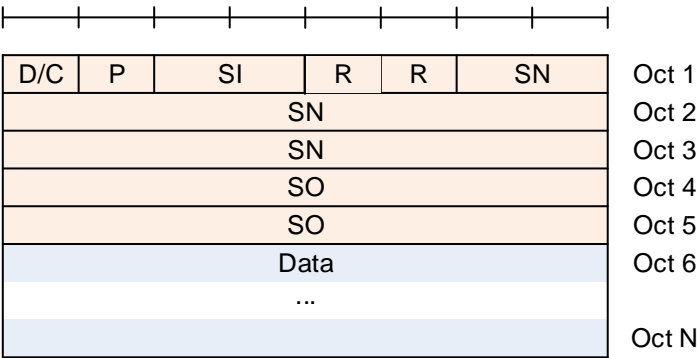 D/C P SI R R SN Oct 1
SN Oct 2
SN Oct 3
SO Oct 4
SO Oct 5
Data Oct 6
...
Oct N